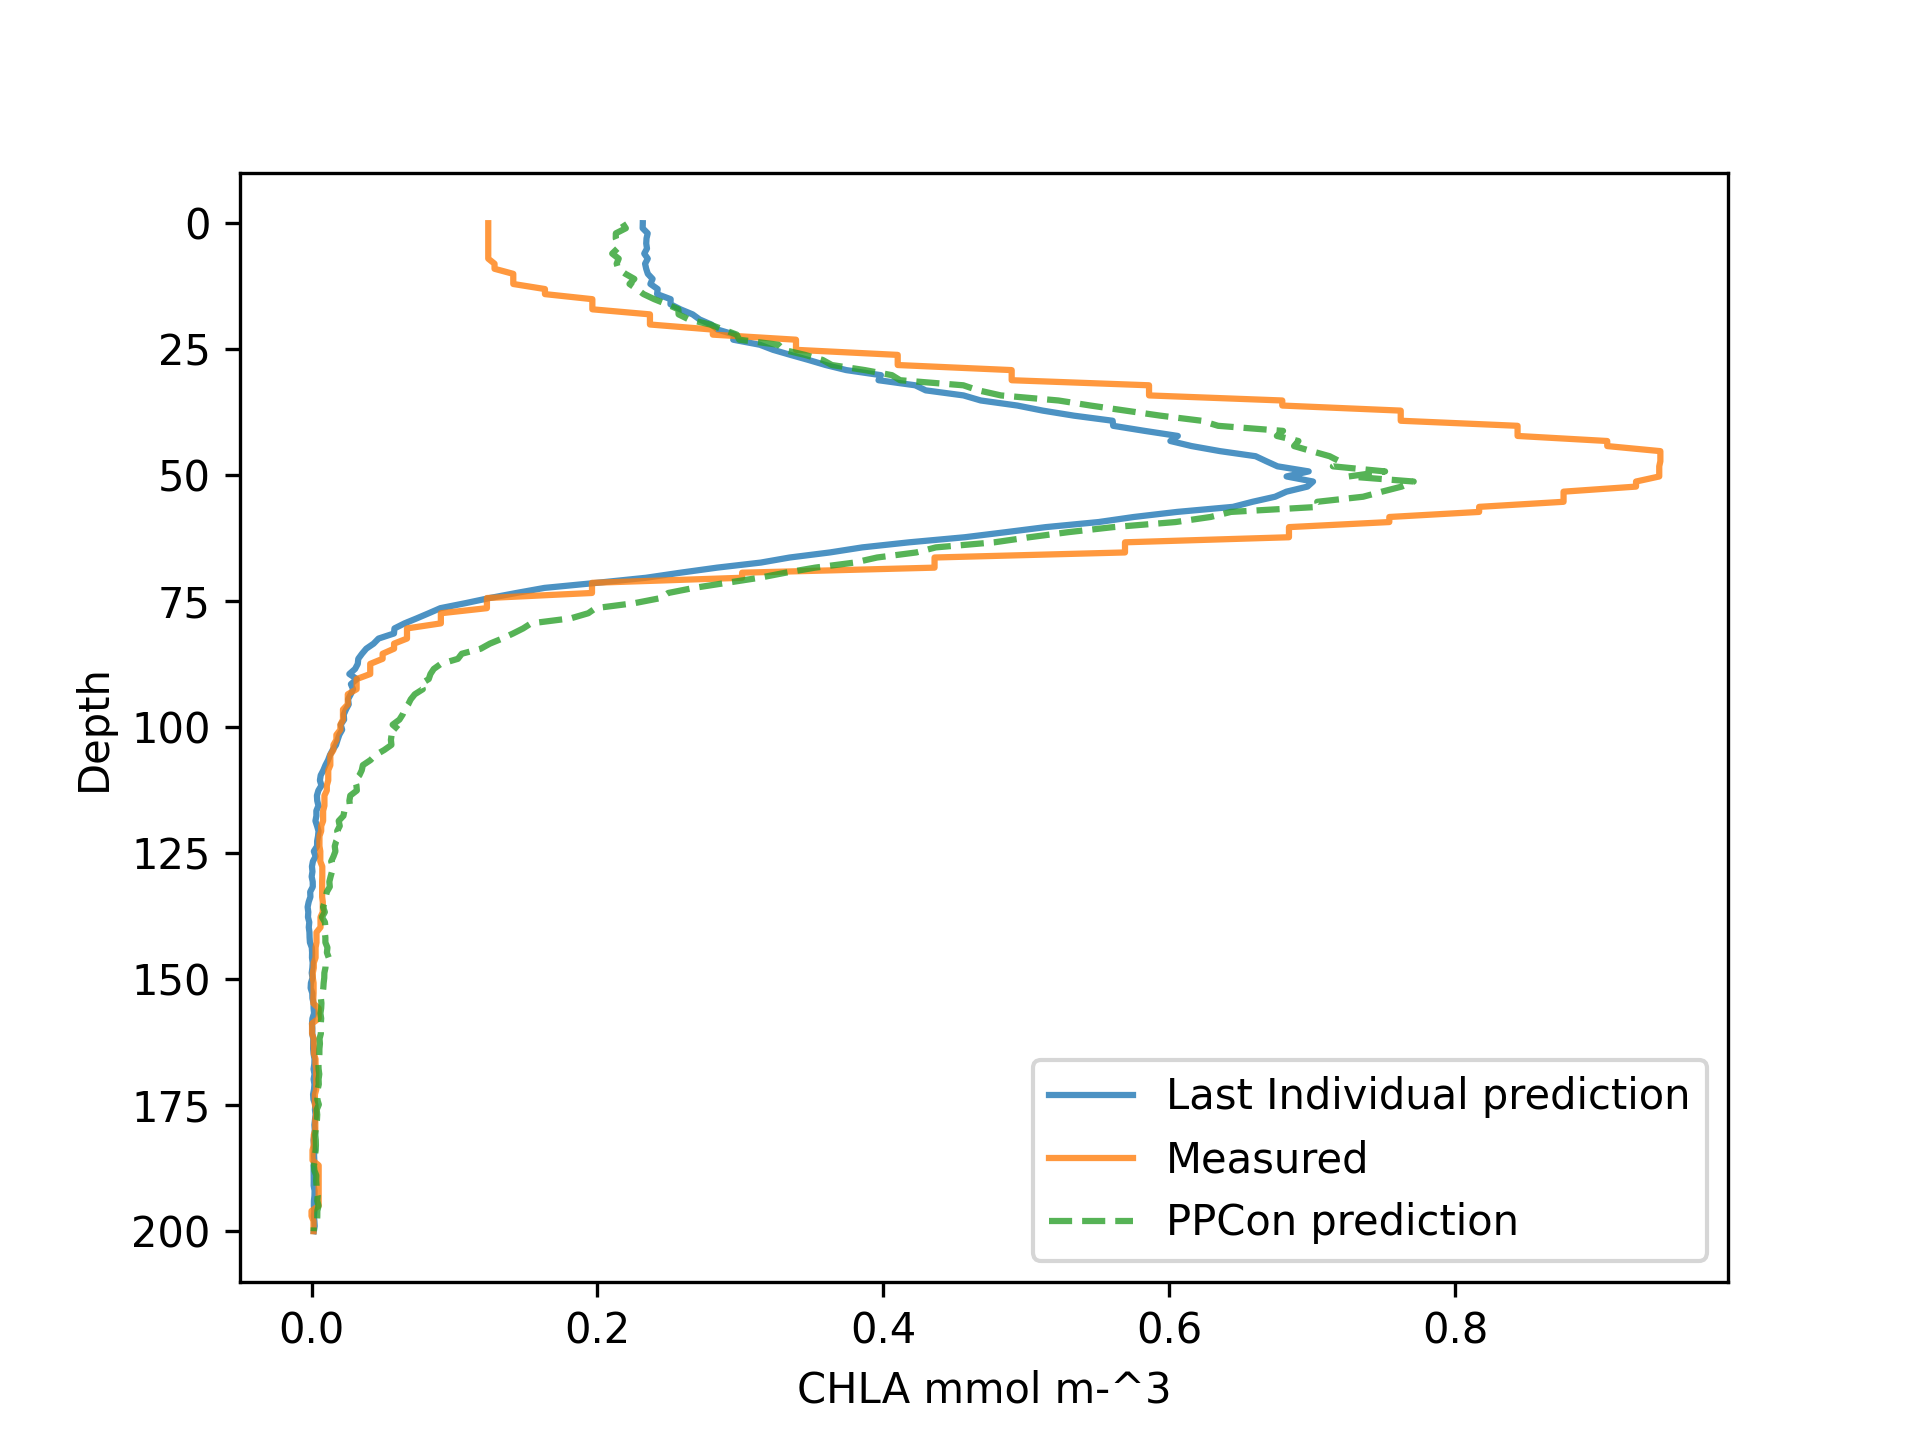 0
25
50
75
100
125
150
175
200
Depth
0.0 0.2 0.4 0.6 0.8
CHLA mmol m-^3
Last Individual prediction
Measured
PPCon prediction